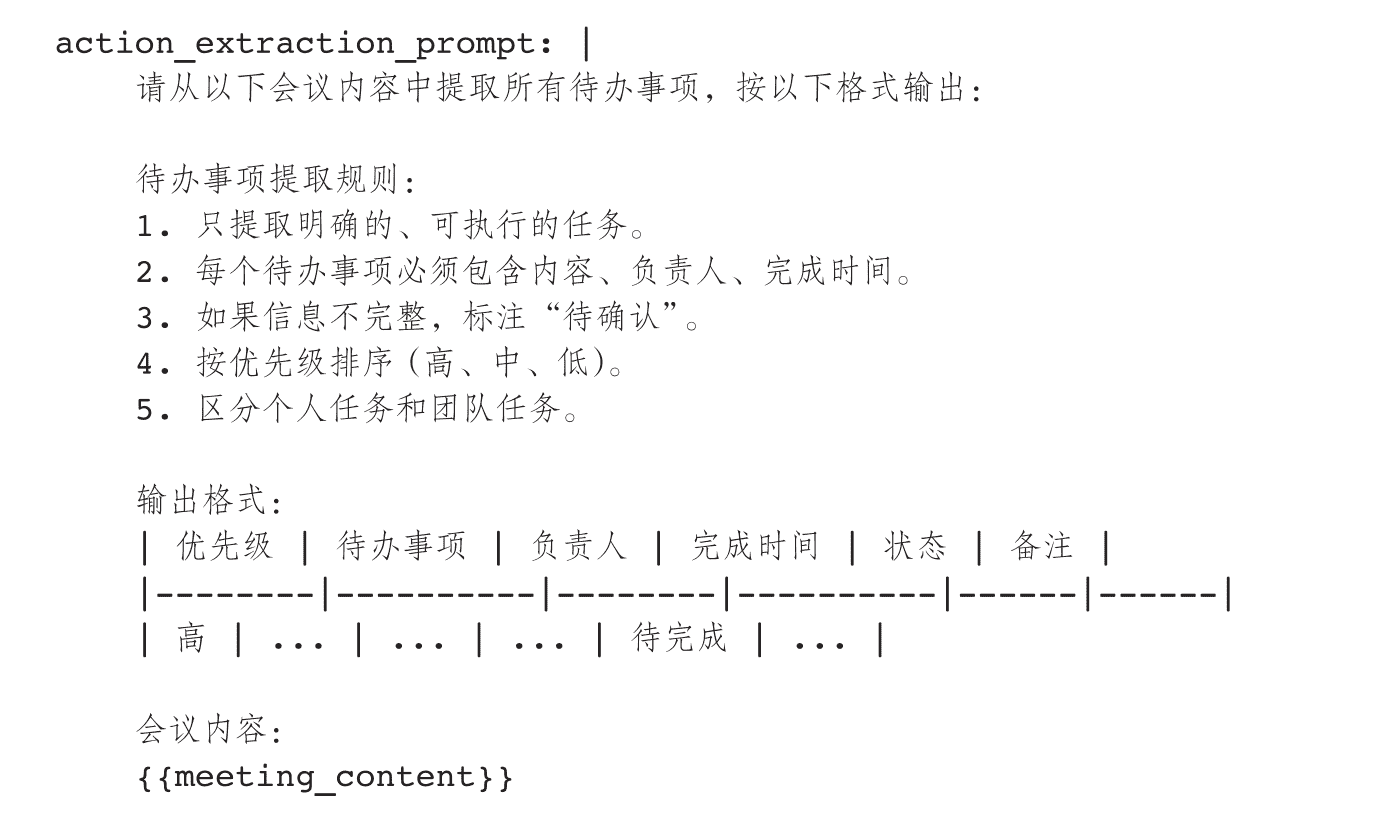 action_extraction_prompt: |
请从以下会议内容中提取所有待办事项，按以下格式输出：
待办事项提取规则：
1. 只提取明确的、可执行的任务。
2. 每个待办事项必须包含内容、负责人、完成时间。
3. 如果信息不完整，标注“待确认”。
4. 按优先级排序（高、中、低）。
5. 区分个人任务和团队任务。
输出格式：
| 优先级 | 待办事项 | 负责人 | 完成时间 | 状态 | 备注 |
|--------|----------|--------|----------|------|------|
| 高 | ... | ... | ... | 待完成 | ... |
会议内容：
{{meeting_content}}